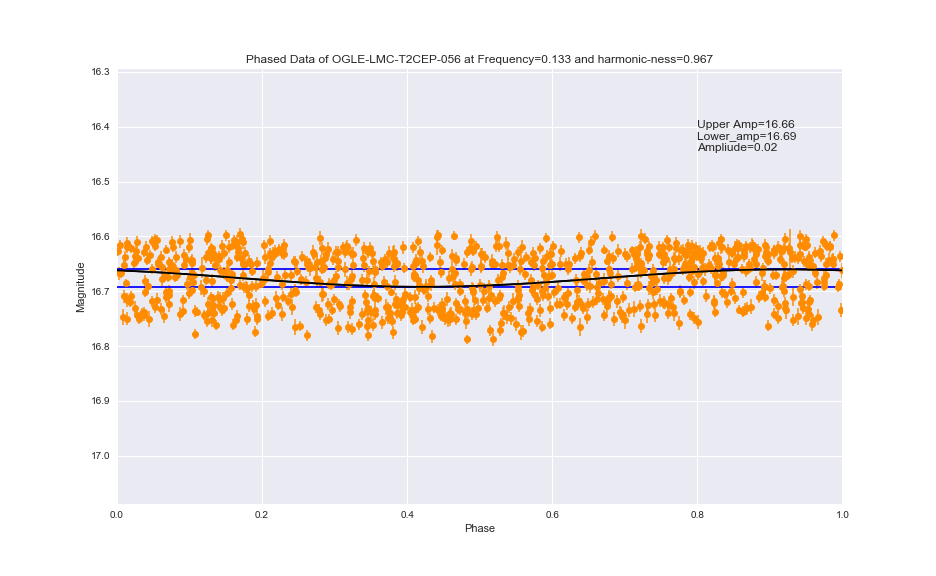 Phased Data of OGLE-LMC-T2CEP-056 at Frequency=0.133 and harmonic-ness=0.967
16.3
16.4
16.5
16.6
16.7
16.8
16.9
17.0
Magnitude
Upper Amp=16.66
Lower_amp=16.69
Ampliude=0.02
0.0 0.2 0.4 0.6 0.8 1.0
Phase